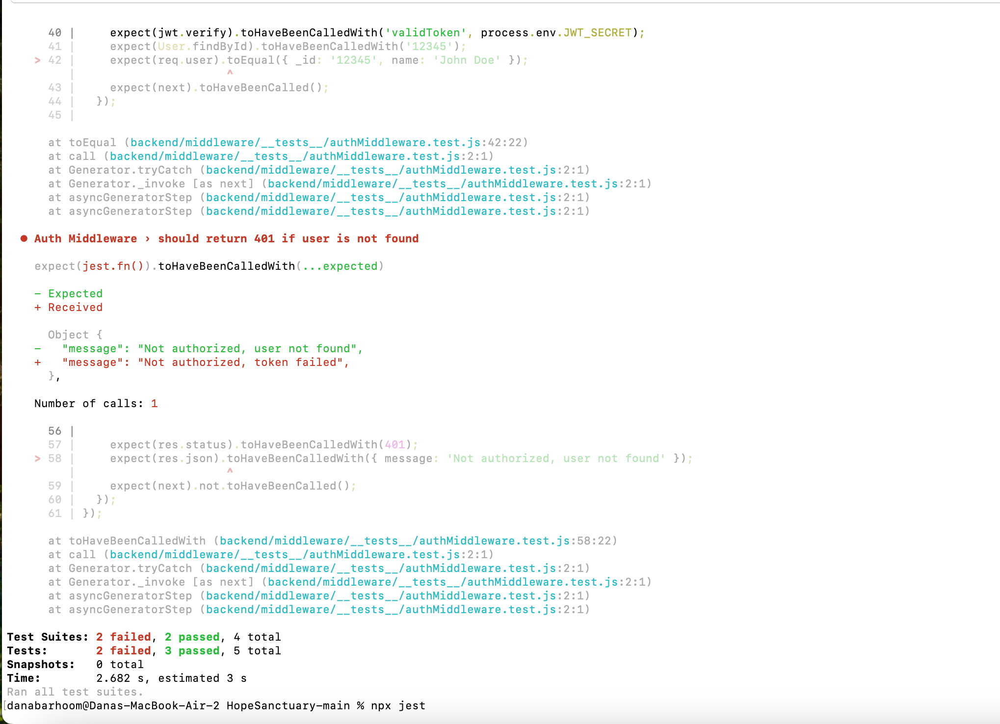 40 |     expect(jwt.verify).toHaveBeenCalledWith('validToken', process.env.JWT_SECRET);
41 |     expect(User.findById).toHaveBeenCalledWith('12345');
> 42 |     expect(req.user).toEqual({ _id: '12345', name: 'John Doe' });
|                      ^
43 |     expect(next).toHaveBeenCalled();
44 |   });
45 |
at toEqual (backend/middleware/__tests__/authMiddleware.test.js:42:22)
at call (backend/middleware/__tests__/authMiddleware.test.js:2:1)
at Generator.tryCatch (backend/middleware/__tests__/authMiddleware.test.js:2:1)
at Generator._invoke [as next] (backend/middleware/__tests__/authMiddleware.test.js:2:1)
at asyncGeneratorStep (backend/middleware/__tests__/authMiddleware.test.js:2:1)
at asyncGeneratorStep (backend/middleware/__tests__/authMiddleware.test.js:2:1)
● Auth Middleware › should return 401 if user is not found
expect(jest.fn()).toHaveBeenCalledWith(...expected)
- Expected
+ Received
Object {
-   "message": "Not authorized, user not found",
+   "message": "Not authorized, token failed",
},
Number of calls: 1
56 |
57 |     expect(res.status).toHaveBeenCalledWith(401);
> 58 |     expect(res.json).toHaveBeenCalledWith({ message: 'Not authorized, user not found' });
|                      ^
59 |     expect(next).not.toHaveBeenCalled();
60 |   });
61 | });
at toHaveBeenCalledWith (backend/middleware/__tests__/authMiddleware.test.js:58:22)
at call (backend/middleware/__tests__/authMiddleware.test.js:2:1)
at Generator.tryCatch (backend/middleware/__tests__/authMiddleware.test.js:2:1)
at Generator._invoke [as next] (backend/middleware/__tests__/authMiddleware.test.js:2:1)
at asyncGeneratorStep (backend/middleware/__tests__/authMiddleware.test.js:2:1)
at asyncGeneratorStep (backend/middleware/__tests__/authMiddleware.test.js:2:1)
Test Suites: 2 failed, 2 passed, 4 total
Tests:       2 failed, 3 passed, 5 total
Snapshots:   0 total
Time:        2.682 s, estimated 3 s
Ran all test suites.
[danabarhoom@Danas-MacBook-Air-2 HopeSanctuary-main % npx jest